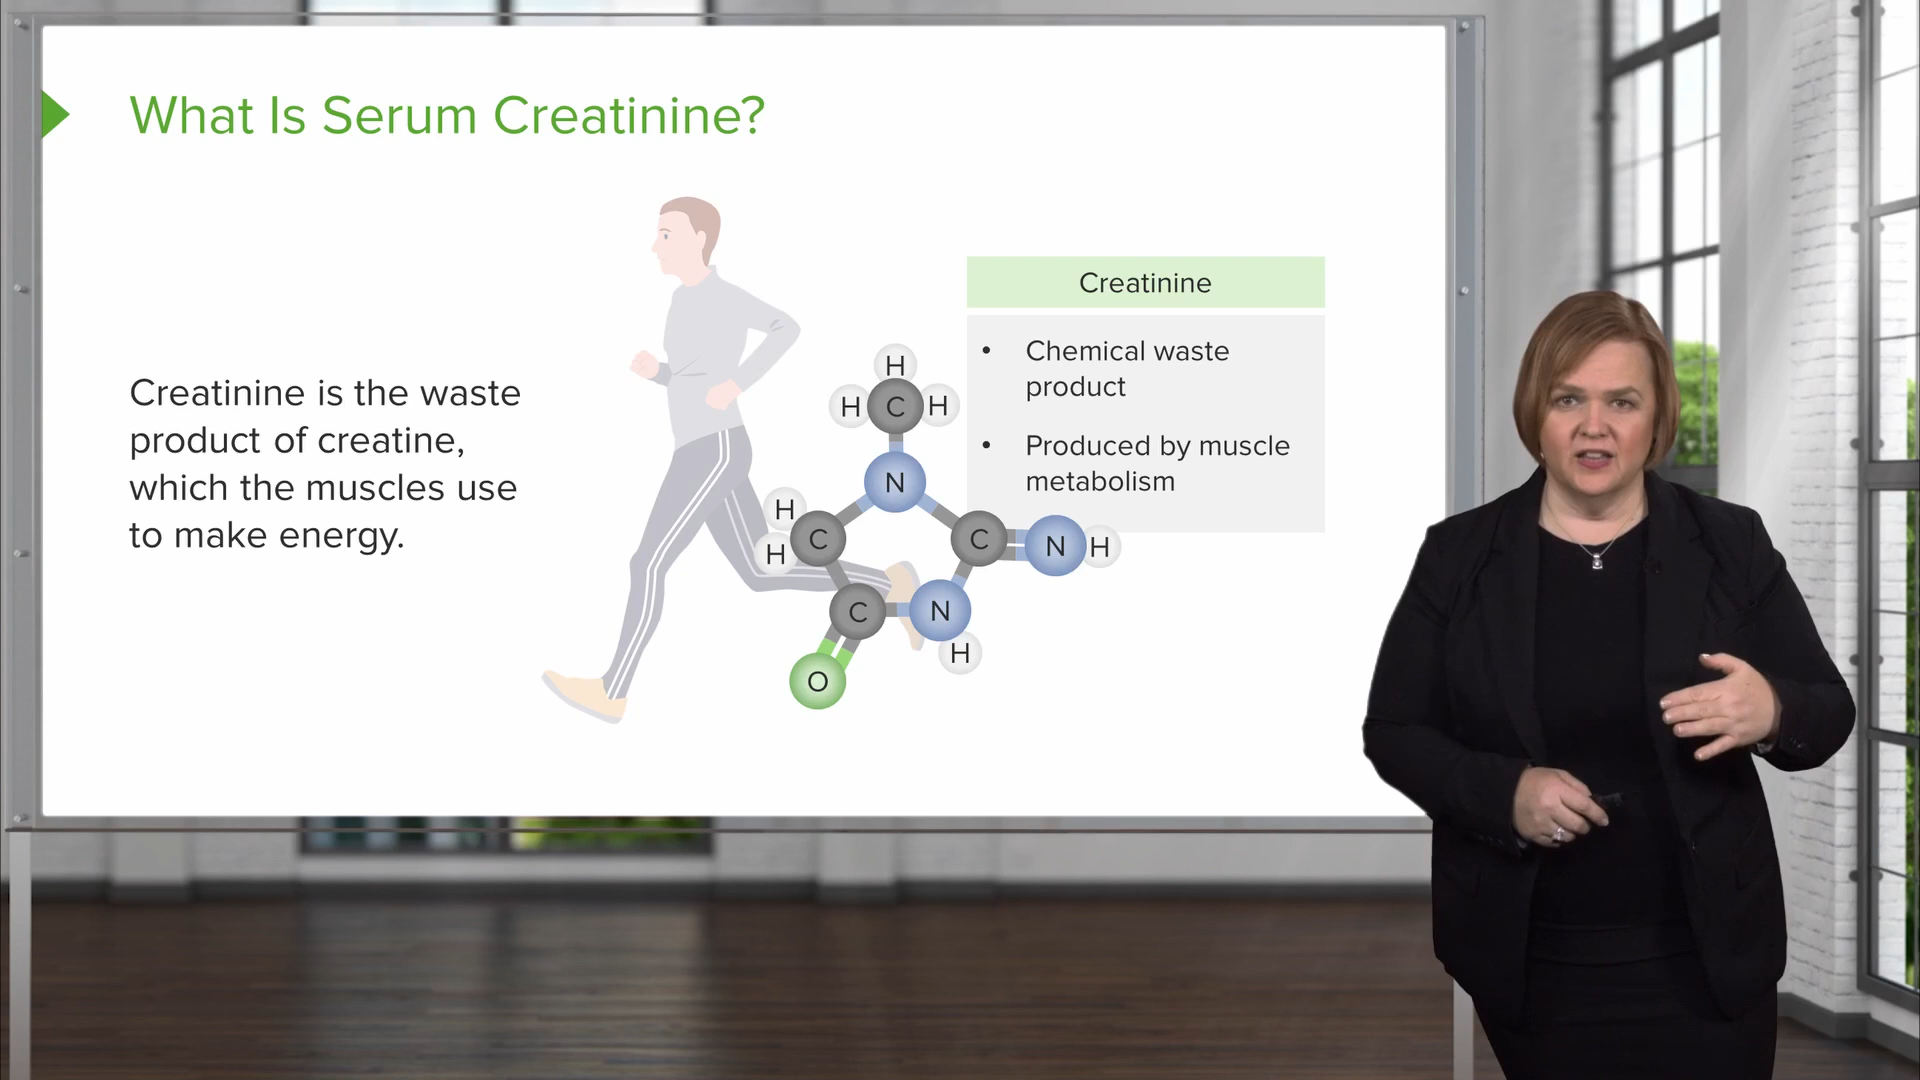 What Is Serum Creatinine?
Creatinine is the waste
product of creatine,
which the muscles use
to make energy.
Creatinine
• Chemical waste
product
• Produced by muscle
metabolism
H
H C H
N
H
C C N H
H
C N
H
O